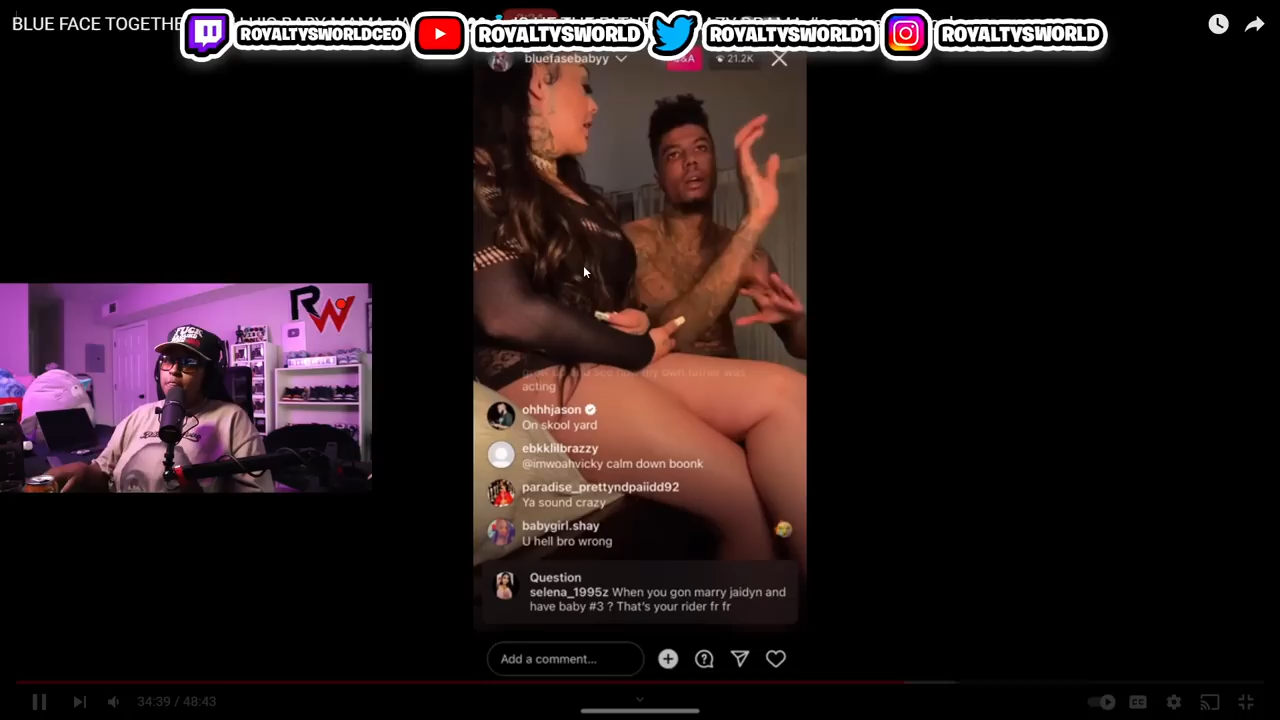 BLUE FACE TOGETHE
ROYALTYSWORLDCEO
ROYALTYSWORLD
ROYALTYSWORLD1
ROYALTYSWORLD
bluefasebabyy
Q&A
21.2K
RW
acting
ohhhjason
On skool yard
ebkklilbrazzy
@imwoahvicky calm down boonk
paradise_prettyndpaiidd92
Ya sound crazy
babygirl.shay
U hell bro wrong
Question
selena_1995z When you gon marry jaidyn and
have baby #3 ? That's your rider fr fr
Add a comment...
34:39 / 48:43